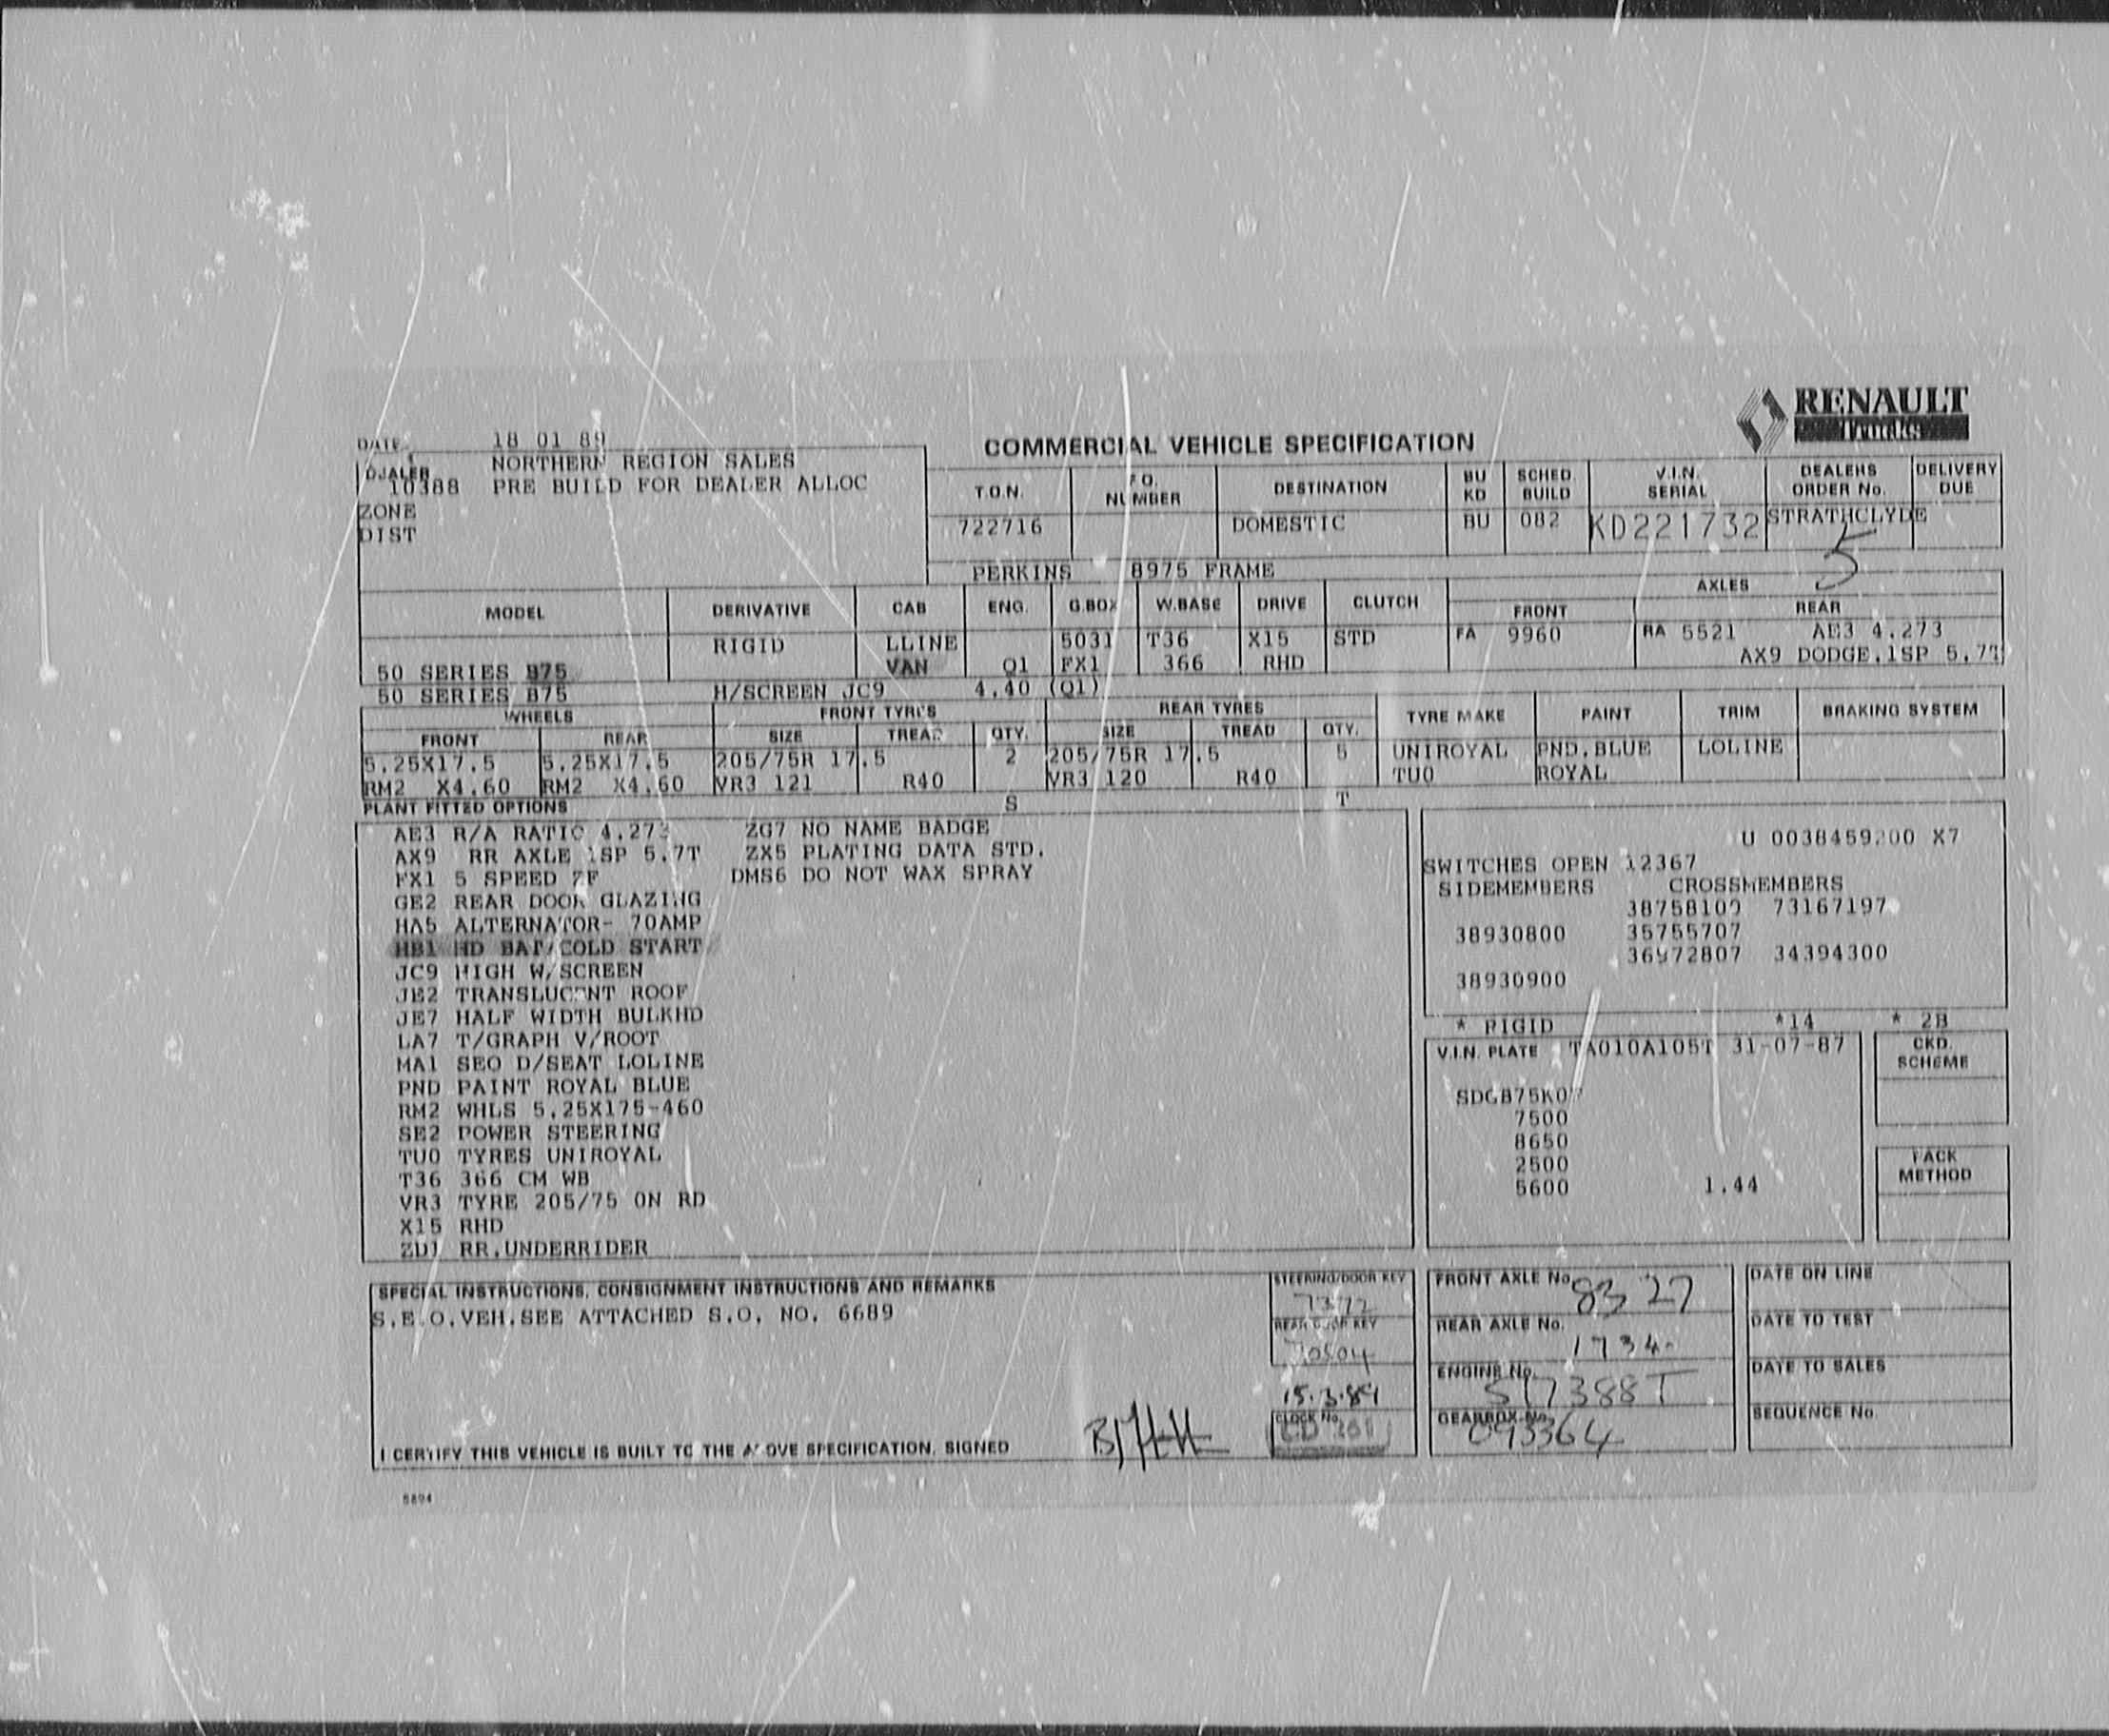 RENAULT
Trucks
DATE 18 01 89
COMMERCIAL VEHICLE SPECIFICATION
DEALER NORTHERN REGION SALES
10388 PRE BUILD FOR DEALER ALLOC
ZONE
DIST
T.O.N. NUMBER DESTINATION BU KD SCHED. BUILD V.I.N. SERIAL DEALERS ORDER No. DELIVERY DUE
722716 DOMESTIC BU 082 KD221732 STRATHCLYDE
5
PERKINS 8975 FRAME
MODEL DERIVATIVE CAB ENG. G.BOX W.BASE DRIVE CLUTCH AXLES
FRONT REAR
RIGID LLINE 5031 T36 X15 STD FA 9960 RA 5521 AE3 4.273
50 SERIES B75 VAN Q1 FX1 366 RHD AX9 DODGE.1SP 5.7T
50 SERIES B75 H/SCREEN JC9 4.40 (Q1)
WHEELS FRONT TYRES REAR TYRES TYRE MAKE PAINT TRIM BRAKING SYSTEM
FRONT REAR SIZE TREAD QTY. SIZE TREAD QTY.
5.25X17.5 5.25X17.5 205/75R 17.5 2 205/75R 17.5 5 UNIROYAL PND.BLUE LOLINE
RM2 X4.60 RM2 X4.60 VR3 121 R40 VR3 120 R40 TU0 ROYAL
PLANT FITTED OPTIONS S T
AE3 R/A RATIO 4.273 ZG7 NO NAME BADGE
AX9 RR AXLE 1SP 5.7T ZX5 PLATING DATA STD.
FX1 5 SPEED ZF DMS6 DO NOT WAX SPRAY
GE2 REAR DOOR GLAZING
HA5 ALTERNATOR- 70AMP
HB1 HD BAT/COLD START
JC9 HIGH W/SCREEN
JE2 TRANSLUCENT ROOF
JE7 HALF WIDTH BULKHD
LA7 T/GRAPH V/ROOT
MA1 SEO D/SEAT LOLINE
PND PAINT ROYAL BLUE
RM2 WHLS 5.25X175-460
SE2 POWER STEERING
TU0 TYRES UNIROYAL
T36 366 CM WB
VR3 TYRE 205/75 ON RD
X15 RHD
ZD1 RR.UNDERRIDER
U 0038459200 X7
SWITCHES OPEN 12367
SIDEMEMBERS CROSSMEMBERS
38758109 73167197
38930800 35755707
36972807 34394300
38930900
* RIGID *14 * 2B
V.I.N. PLATE TA010A105T 31-07-87
SDGB75K07
7500
8650
2500
5600 1.44
CKD. SCHEME
PACK METHOD
SPECIAL INSTRUCTIONS, CONSIGNMENT INSTRUCTIONS AND REMARKS
S.E.O.VEH.SEE ATTACHED S.O. NO. 6689
I CERTIFY THIS VEHICLE IS BUILT TO THE ABOVE SPECIFICATION. SIGNED
STEERING/DOOR KEY
7372
REAR DOOR KEY
70504
15.3.89
CLOCK No.
FRONT AXLE No. 8327
REAR AXLE No. 1734
ENGINE No. S17388T
GEARBOX No. 093364
DATE ON LINE
DATE TO TEST
DATE TO SALES
SEQUENCE No.
5894